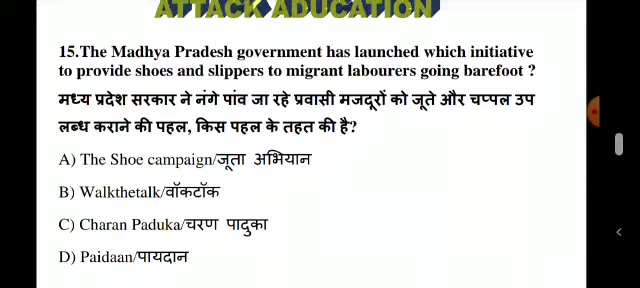 ATTACK ADUCATION
15.The Madhya Pradesh government has launched which initiative
to provide shoes and slippers to migrant labourers going barefoot ?
मध्य प्रदेश सरकार ने नंगे पांव जा रहे प्रवासी मजदूरों को जूते और चप्पल उप
लब्ध कराने की पहल, किस पहल के तहत की है?
A) The Shoe campaign/जूता अभियान
B) Walkthetalk/वॉकटॉक
C) Charan Paduka/चरण पादुका
D) Paidaan/पायदान